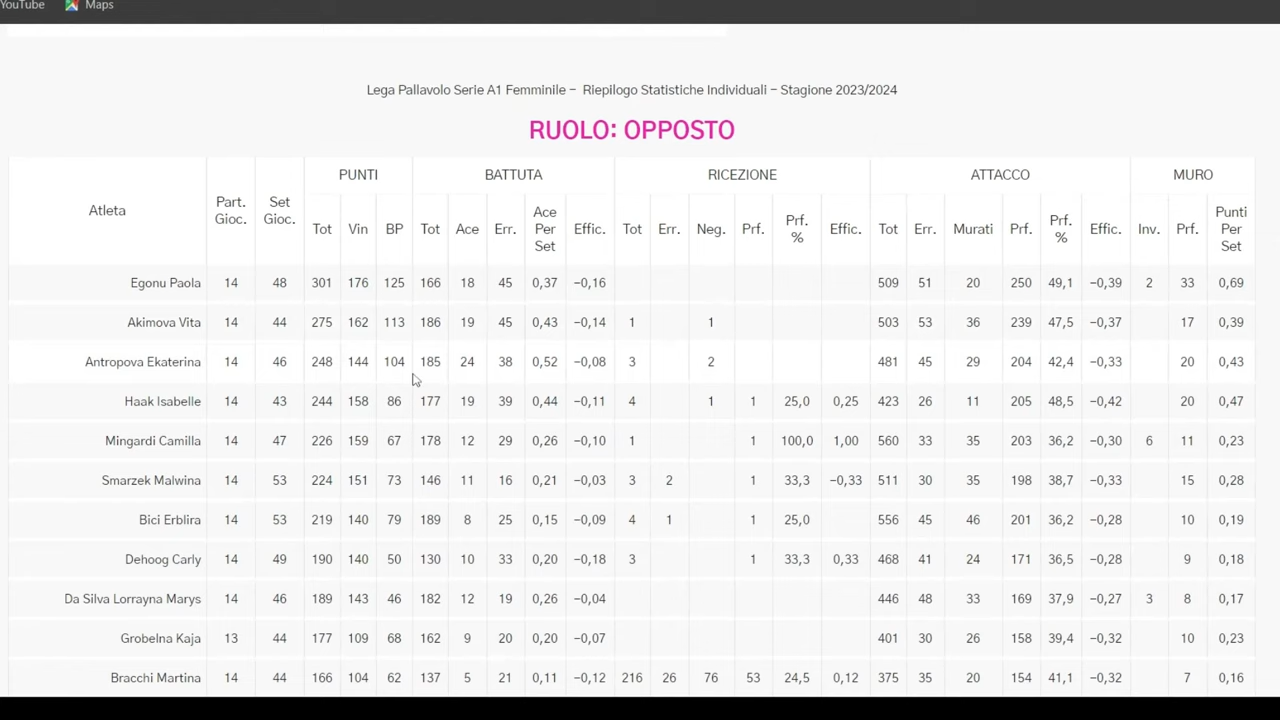 YouTube Maps
Lega Pallavolo Serie A1 Femminile – Riepilogo Statistiche Individuali – Stagione 2023/2024
RUOLO: OPPOSTO
Atleta Part. Gioc. Set Gioc. PUNTI BATTUTA RICEZIONE ATTACCO MURO
Tot Vin BP Tot Ace Err. Ace Per Set Effic. Tot Err. Neg. Prf. Prf. % Effic. Tot Err. Murati Prf. Prf. % Effic. Inv. Prf. Punti Per Set
Egonu Paola 14 48 301 176 125 166 18 45 0,37 −0,16 509 51 20 250 49,1 −0,39 2 33 0,69
Akimova Vita 14 44 275 162 113 186 19 45 0,43 −0,14 1 1 503 53 36 239 47,5 −0,37 17 0,39
Antropova Ekaterina 14 46 248 144 104 185 24 38 0,52 −0,08 3 2 481 45 29 204 42,4 −0,33 20 0,43
Haak Isabelle 14 43 244 158 86 177 19 39 0,44 −0,11 4 1 1 25,0 0,25 423 26 11 205 48,5 −0,42 20 0,47
Mingardi Camilla 14 47 226 159 67 178 12 29 0,26 −0,10 1 1 100,0 1,00 560 33 35 203 36,2 −0,30 6 11 0,23
Smarzek Malwina 14 53 224 151 73 146 11 16 0,21 −0,03 3 2 1 33,3 −0,33 511 30 35 198 38,7 −0,33 15 0,28
Bici Erblira 14 53 219 140 79 189 8 25 0,15 −0,09 4 1 1 25,0 556 45 46 201 36,2 −0,28 10 0,19
Dehoog Carly 14 49 190 140 50 130 10 33 0,20 −0,18 3 1 33,3 0,33 468 41 24 171 36,5 −0,28 9 0,18
Da Silva Lorrayna Marys 14 46 189 143 46 182 12 19 0,26 −0,04 446 48 33 169 37,9 −0,27 3 8 0,17
Grobelna Kaja 13 44 177 109 68 162 9 20 0,20 −0,07 401 30 26 158 39,4 −0,32 10 0,23
Bracchi Martina 14 44 166 104 62 137 5 21 0,11 −0,12 216 26 76 53 24,5 0,12 375 35 20 154 41,1 −0,32 7 0,16